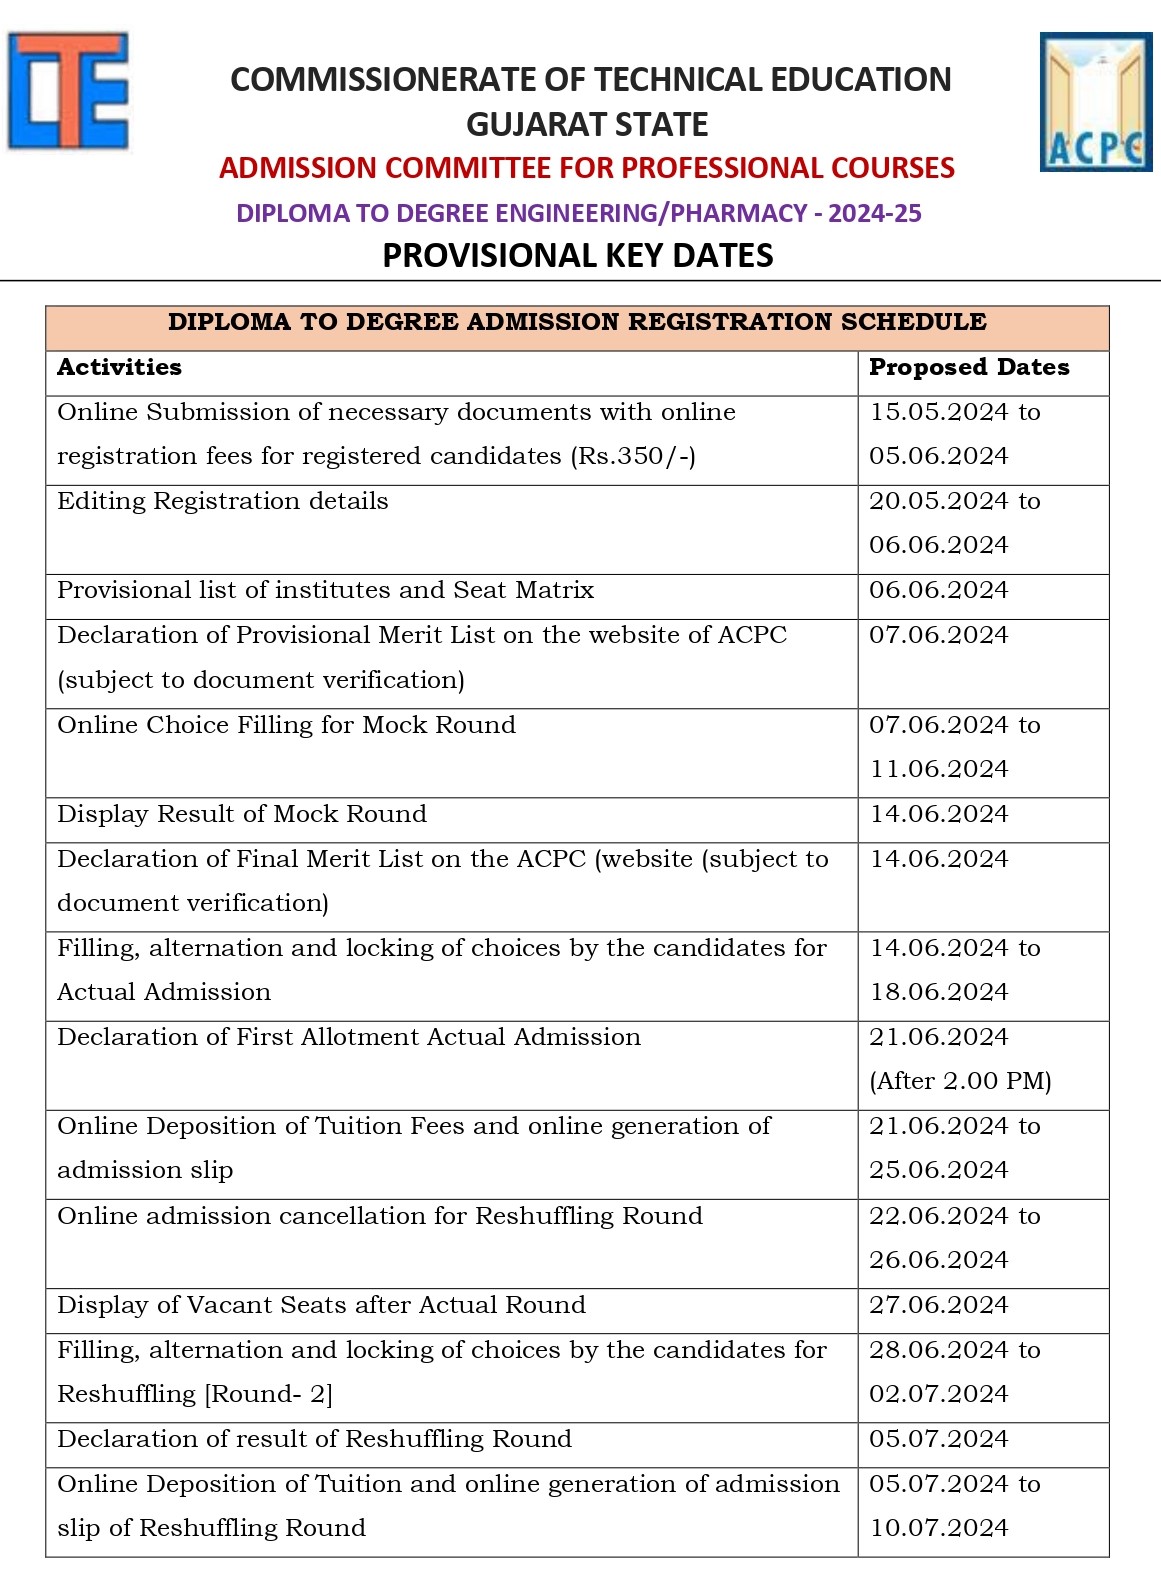 CTE
COMMISSIONERATE OF TECHNICAL EDUCATION
GUJARAT STATE
ADMISSION COMMITTEE FOR PROFESSIONAL COURSES
DIPLOMA TO DEGREE ENGINEERING/PHARMACY - 2024-25
PROVISIONAL KEY DATES
ACPC
DIPLOMA TO DEGREE ADMISSION REGISTRATION SCHEDULE
Activities Proposed Dates
Online Submission of necessary documents with online 15.05.2024 to
registration fees for registered candidates (Rs.350/-) 05.06.2024
Editing Registration details 20.05.2024 to
06.06.2024
Provisional list of institutes and Seat Matrix 06.06.2024
Declaration of Provisional Merit List on the website of ACPC 07.06.2024
(subject to document verification)
Online Choice Filling for Mock Round 07.06.2024 to
11.06.2024
Display Result of Mock Round 14.06.2024
Declaration of Final Merit List on the ACPC (website (subject to 14.06.2024
document verification)
Filling, alternation and locking of choices by the candidates for 14.06.2024 to
Actual Admission 18.06.2024
Declaration of First Allotment Actual Admission 21.06.2024
(After 2.00 PM)
Online Deposition of Tuition Fees and online generation of 21.06.2024 to
admission slip 25.06.2024
Online admission cancellation for Reshuffling Round 22.06.2024 to
26.06.2024
Display of Vacant Seats after Actual Round 27.06.2024
Filling, alternation and locking of choices by the candidates for 28.06.2024 to
Reshuffling [Round- 2] 02.07.2024
Declaration of result of Reshuffling Round 05.07.2024
Online Deposition of Tuition and online generation of admission 05.07.2024 to
slip of Reshuffling Round 10.07.2024